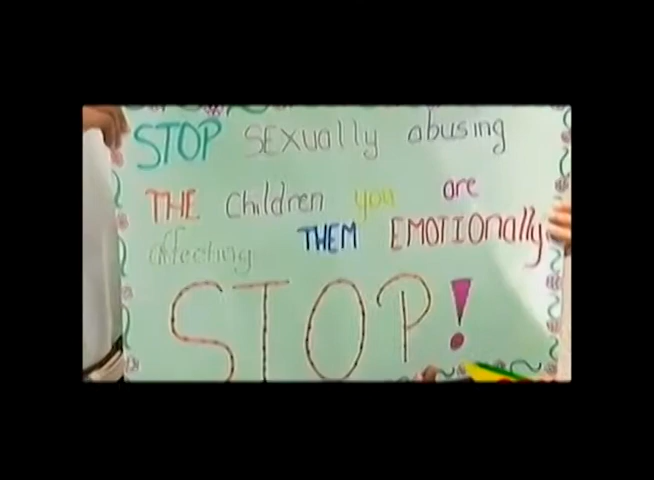 STOP SEXually abusing
THE children you are
affecting THEM EMOTIOnally
STOP!